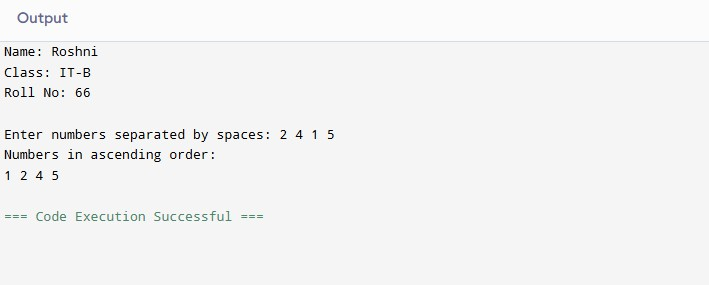 Output
Name: Roshni
Class: IT-B
Roll No: 66
Enter numbers separated by spaces: 2 4 1 5
Numbers in ascending order:
1 2 4 5
=== Code Execution Successful ===